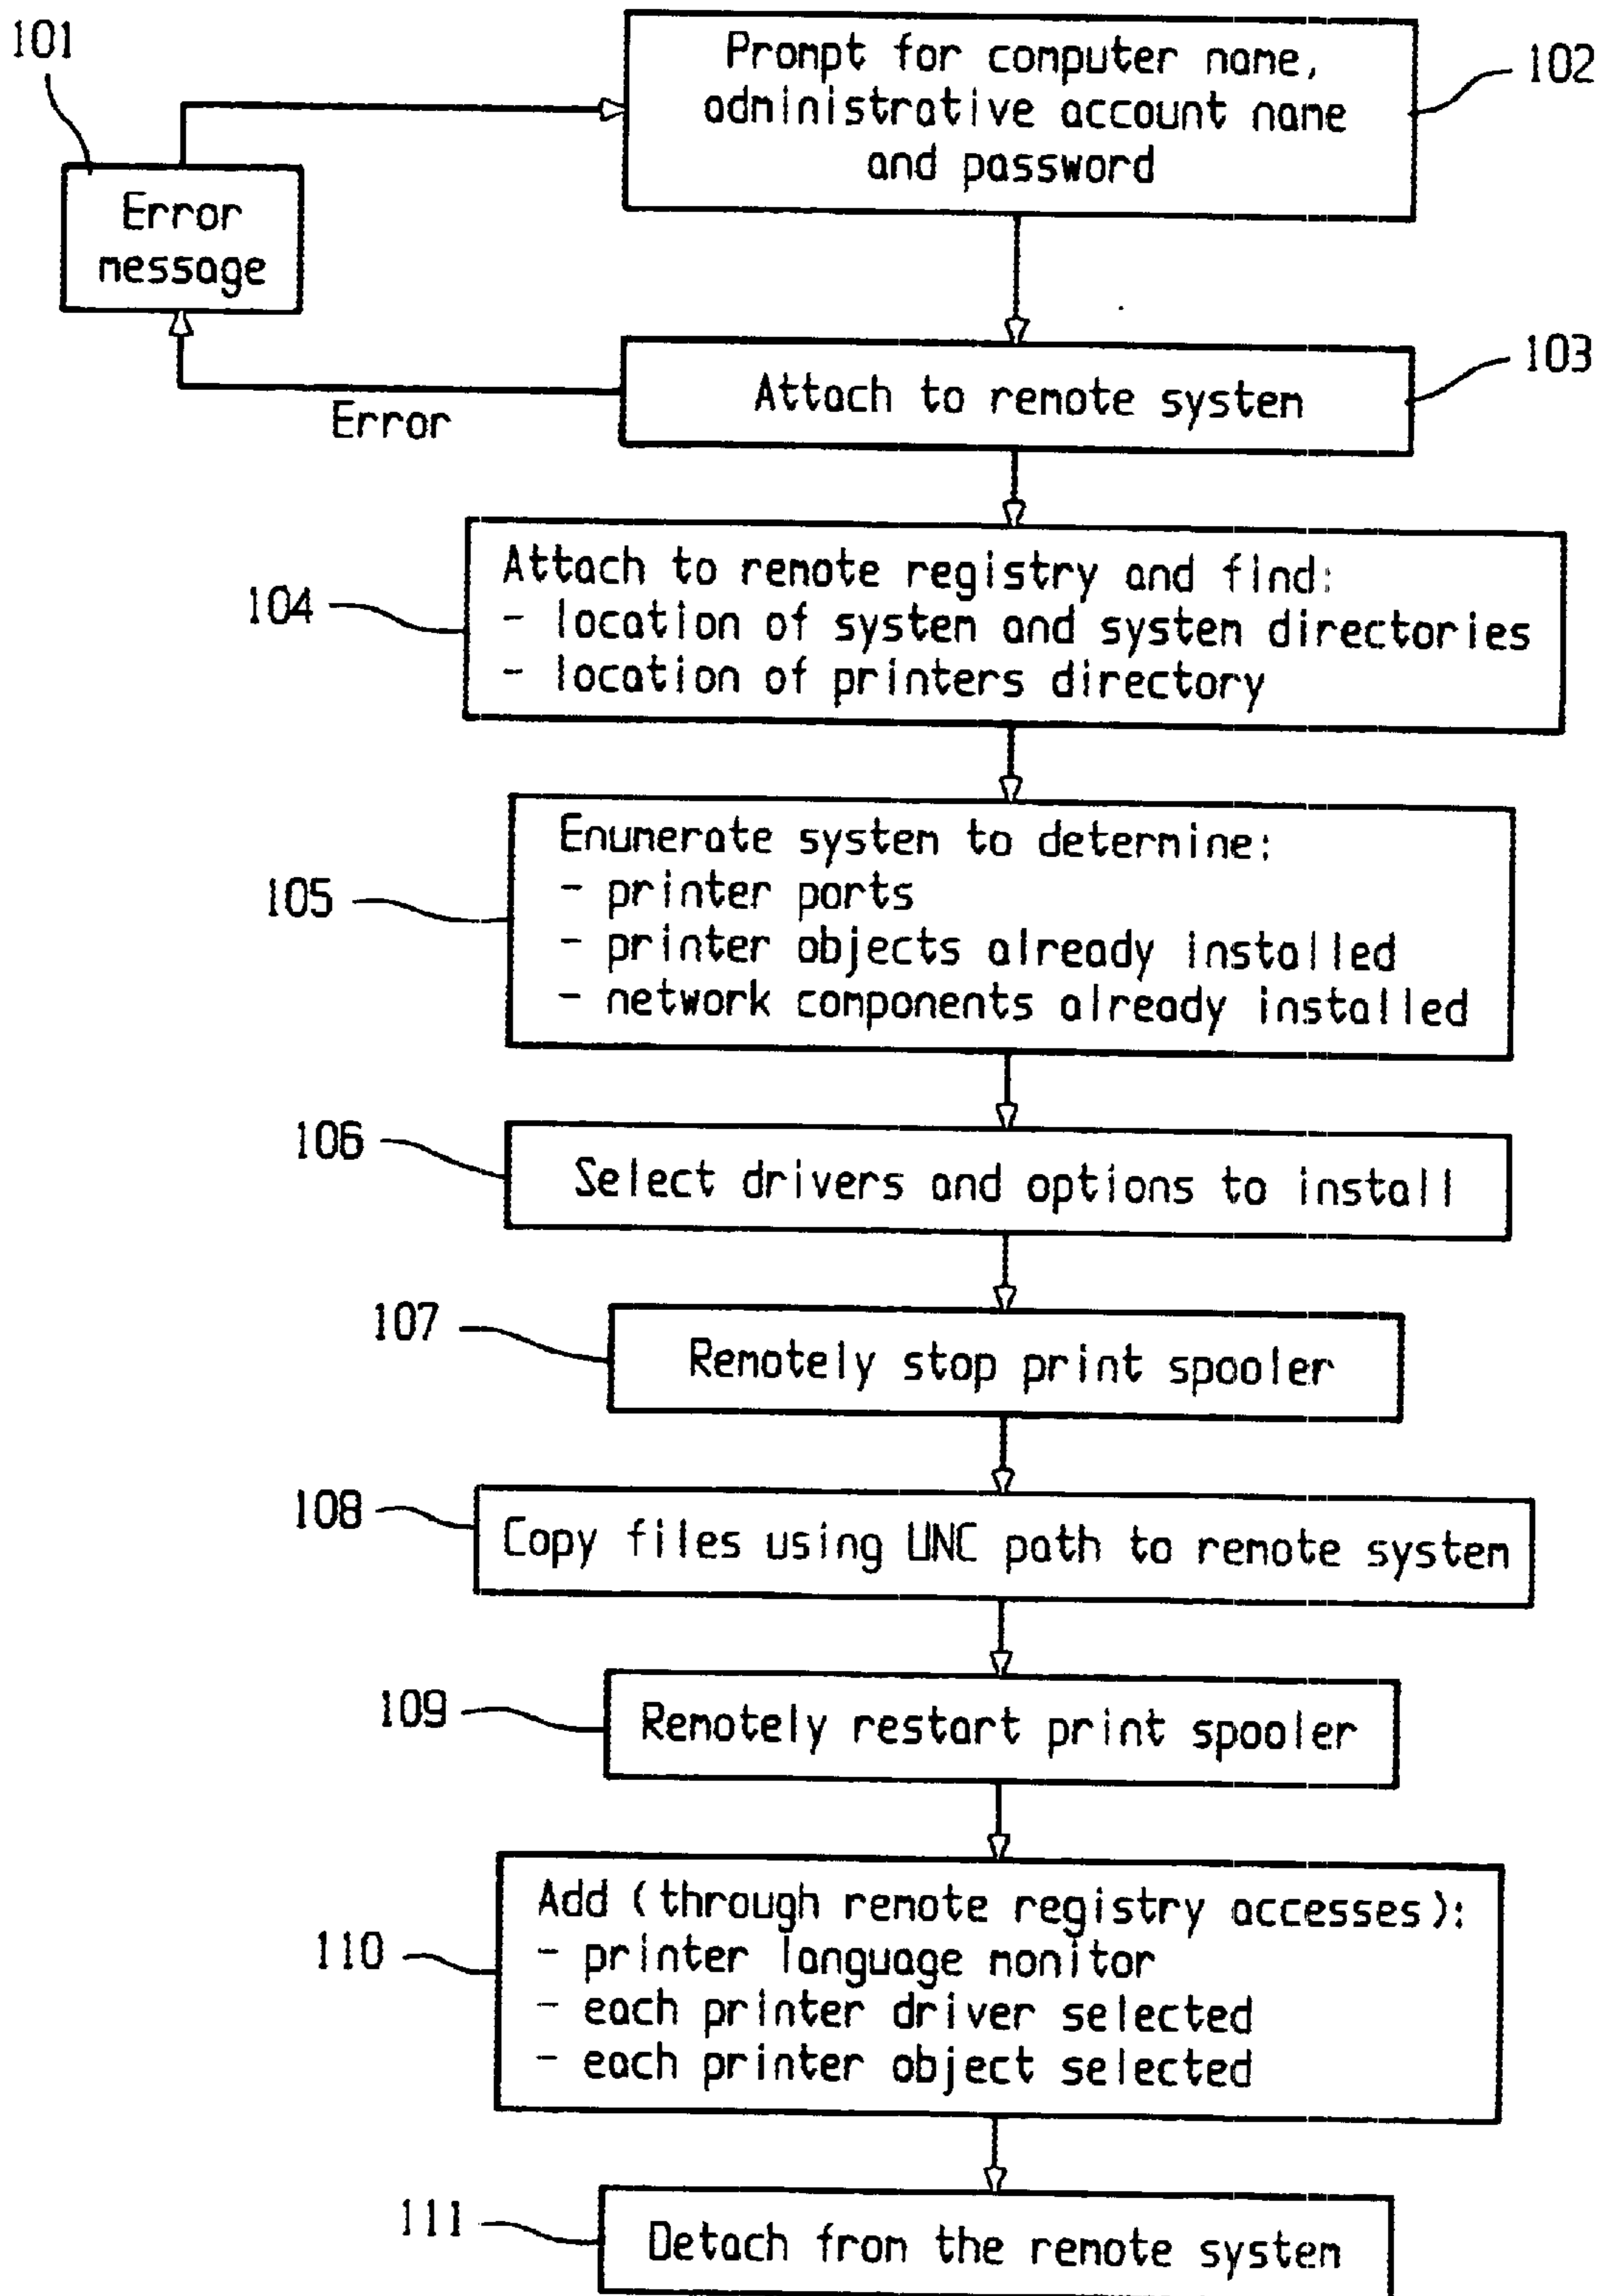 101
Prompt for computer name,
administrative account name
and password
102
Error
message
Attach to remote system
103
Error
104
Attach to remote registry and find:
- location of system and system directories
- location of printers directory
105
Enumerate system to determine:
- printer ports
- printer objects already installed
- network components already installed
106
Select drivers and options to install
107
Remotely stop print spooler
108
Copy files using UNC path to remote system
109
Remotely restart print spooler
110
Add (through remote registry accesses):
- printer language monitor
- each printer driver selected
- each printer object selected
111
Detach from the remote system